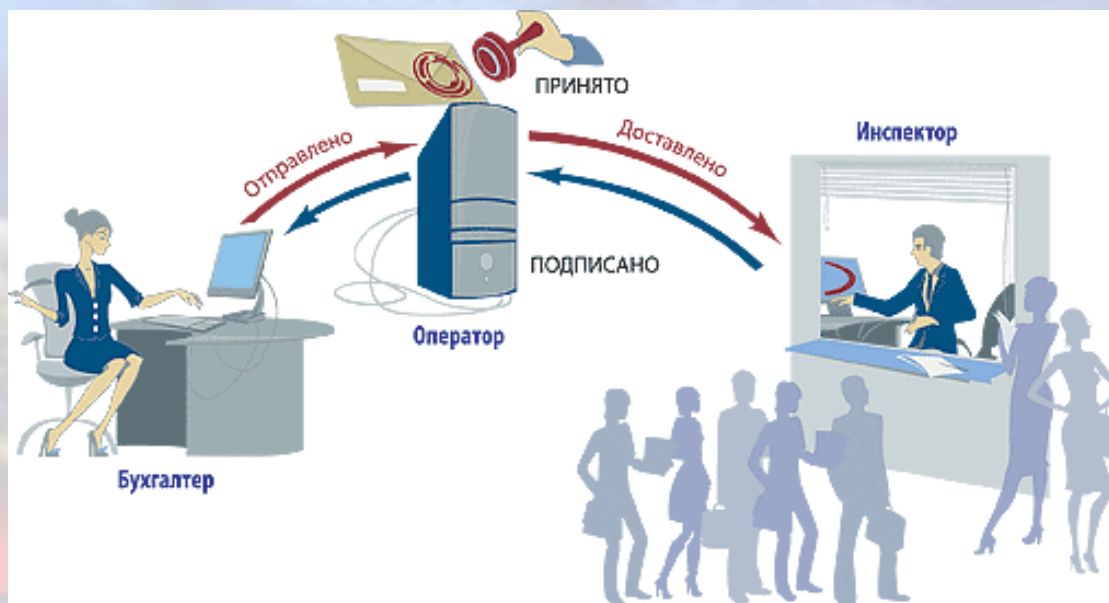 ПРИНЯТО
Отправлено
Доставлено
Инспектор
ПОДПИСАНО
Оператор
Бухгалтер